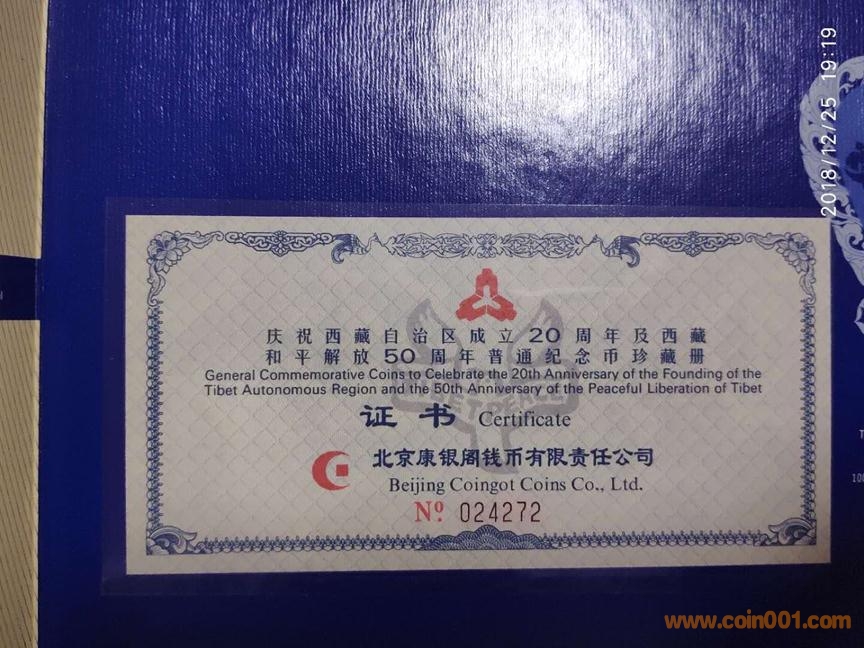 2018/12/25 19:19
庆祝西藏自治区成立20周年及西藏
和平解放50周年普通纪念币珍藏册
General Commemorative Coins to Celebrate the 20th Anniversary of the Founding of the
Tibet Autonomous Region and the 50th Anniversary of the Peaceful Liberation of Tibet
证书 Certificate
北京康银阁钱币有限责任公司
Beijing Coingot Coins Co., Ltd.
Nº 024272
www.coin001.com